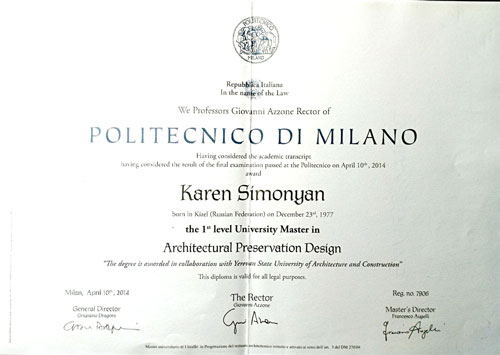 POLITECNICO
MILANO
Repubblica Italiana
In the name of the Law
We Professors Giovanni Azzone Rector of
POLITECNICO DI MILANO
Having considered the academic transcript
having considered the result of the final examination passed at the Politecnico on April 10th, 2014
award
Karen Simonyan
born in Kizel (Russian Federation) on December 23rd, 1977
the 1st level University Master in
Architectural Preservation Design
"The degree is awarded in collaboration with Yerevan State University of Architecture and Construction"
This diploma is valid for all legal purposes.
Milan, April 10th, 2014
The Rector
Reg. no. 7906
General Director
Graziano Dragoni
Giovanni Azzone
Master's Director
Francesco Augelli